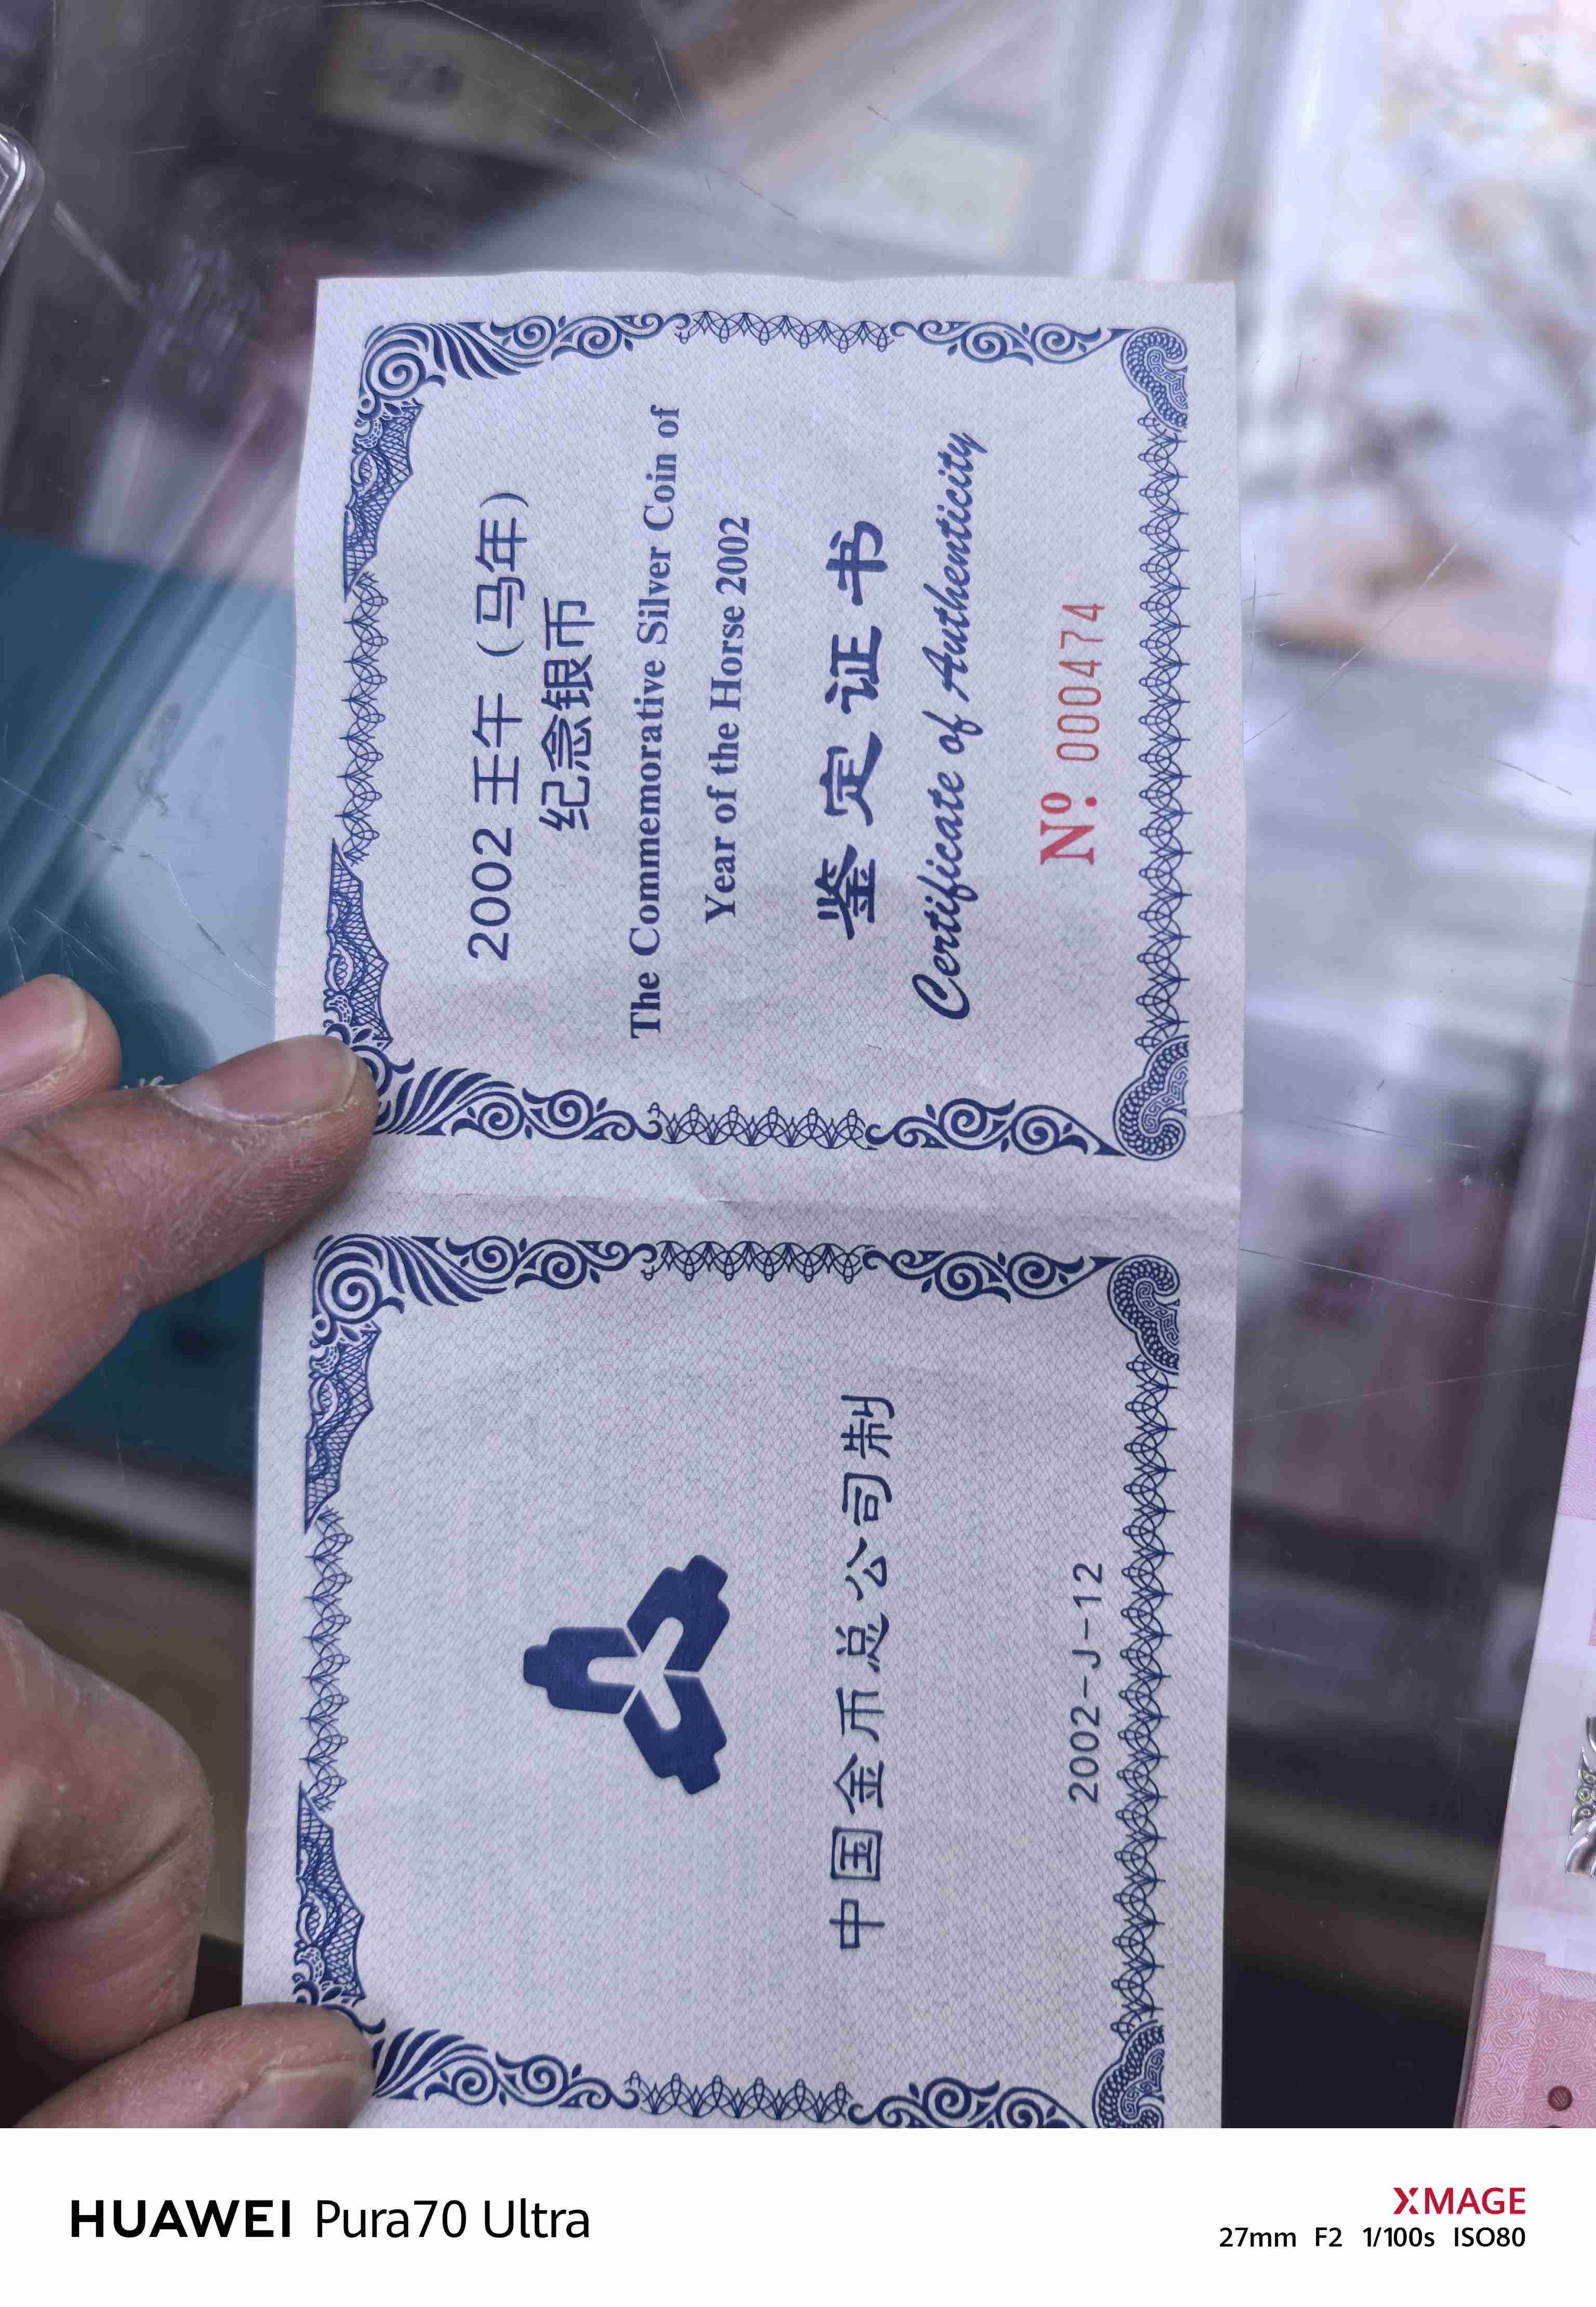 2002 壬午（马年）
纪念银币
The Commemorative Silver Coin of
Year of the Horse 2002
鉴定证书
Certificate of Authenticity
Nº. 000474
中国金币总公司制
2002-J-12
HUAWEI Pura70 Ultra
XMAGE
27mm F2 1/100s ISO80